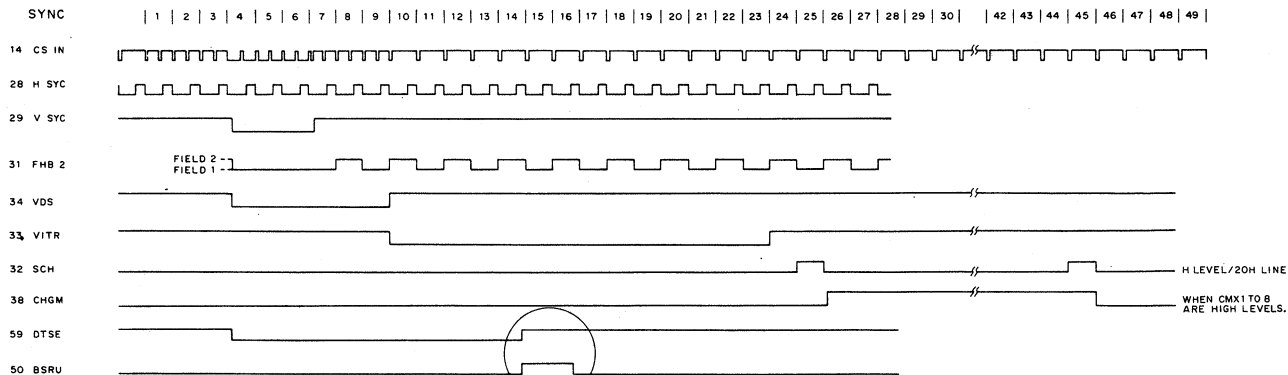 SYNC | 1 | 2 | 3 | 4 | 5 | 6 | 7 | 8 | 9 | 10 | 11 | 12 | 13 | 14 | 15 | 16 | 17 | 18 | 19 | 20 | 21 | 22 | 23 | 24 | 25 | 26 | 27 | 28 | 29 | 30 | 42 | 43 | 44 | 45 | 46 | 47 | 48 | 49 |
14 CS IN
28 H SYC
29 V SYC
31 FHB 2 FIELD 2
FIELD 1
34 VDS
33 VITR
32 SCH H LEVEL/20H LINE
38 CHGM WHEN CMX1 TO 8
ARE HIGH LEVELS.
59 DTSE
50 BSRU